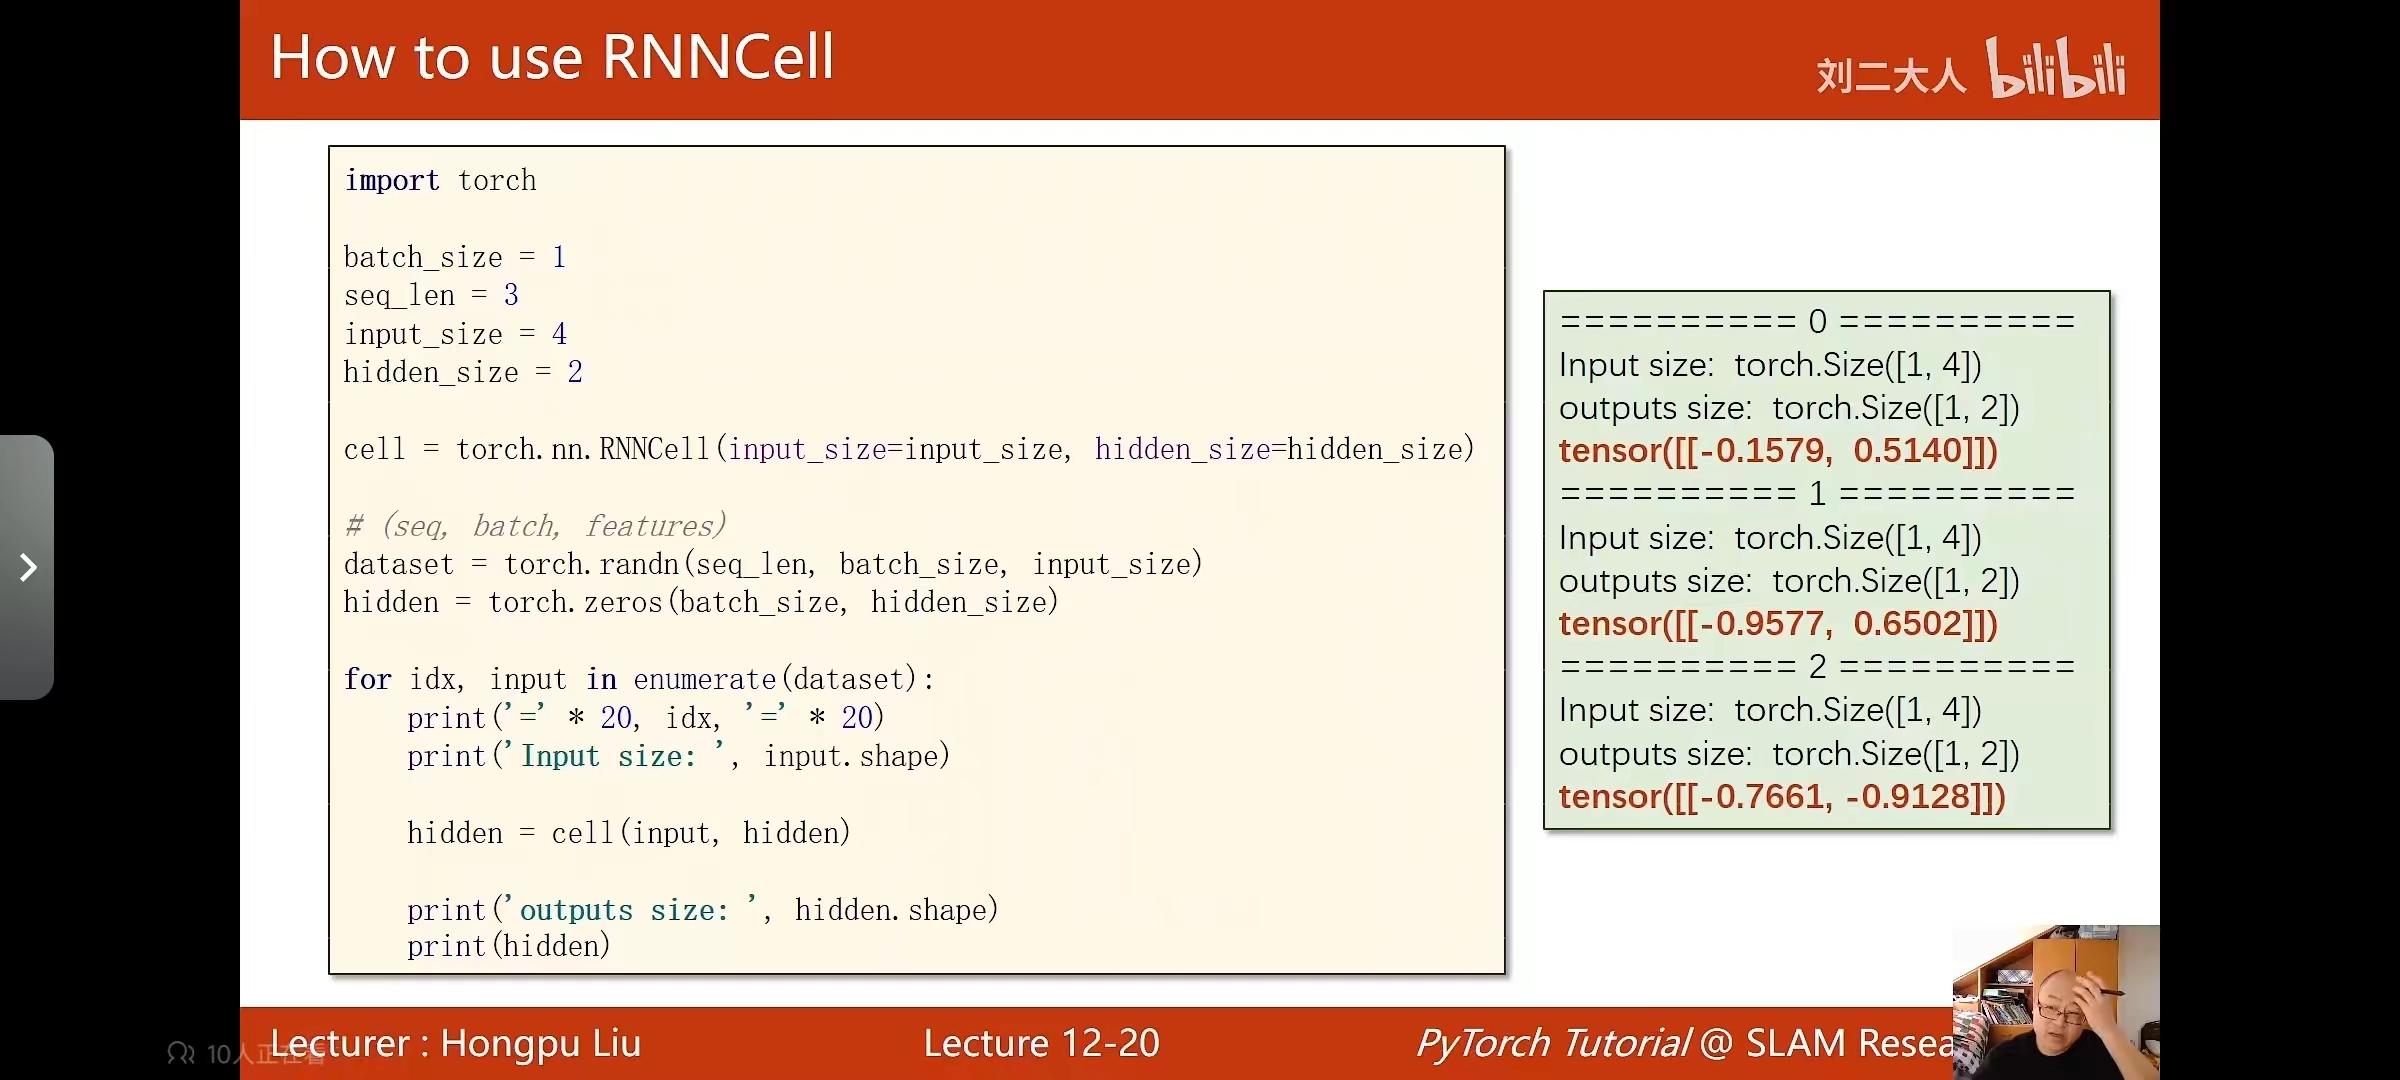 How to use RNNCell
刘二大人 bilibili
import torch
batch_size = 1
seq_len = 3
input_size = 4
hidden_size = 2
cell = torch.nn.RNNCell(input_size=input_size, hidden_size=hidden_size)
# (seq, batch, features)
dataset = torch.randn(seq_len, batch_size, input_size)
hidden = torch.zeros(batch_size, hidden_size)
for idx, input in enumerate(dataset):
    print('=' * 20, idx, '=' * 20)
    print('Input size: ', input.shape)
    hidden = cell(input, hidden)
    print('outputs size: ', hidden.shape)
    print(hidden)
========== 0 ==========
Input size:  torch.Size([1, 4])
outputs size:  torch.Size([1, 2])
tensor([[-0.1579,  0.5140]])
========== 1 ==========
Input size:  torch.Size([1, 4])
outputs size:  torch.Size([1, 2])
tensor([[-0.9577,  0.6502]])
========== 2 ==========
Input size:  torch.Size([1, 4])
outputs size:  torch.Size([1, 2])
tensor([[-0.7661, -0.9128]])
Lecturer : Hongpu Liu
Lecture 12-20
PyTorch Tutorial @ SLAM Resea
10人正在看